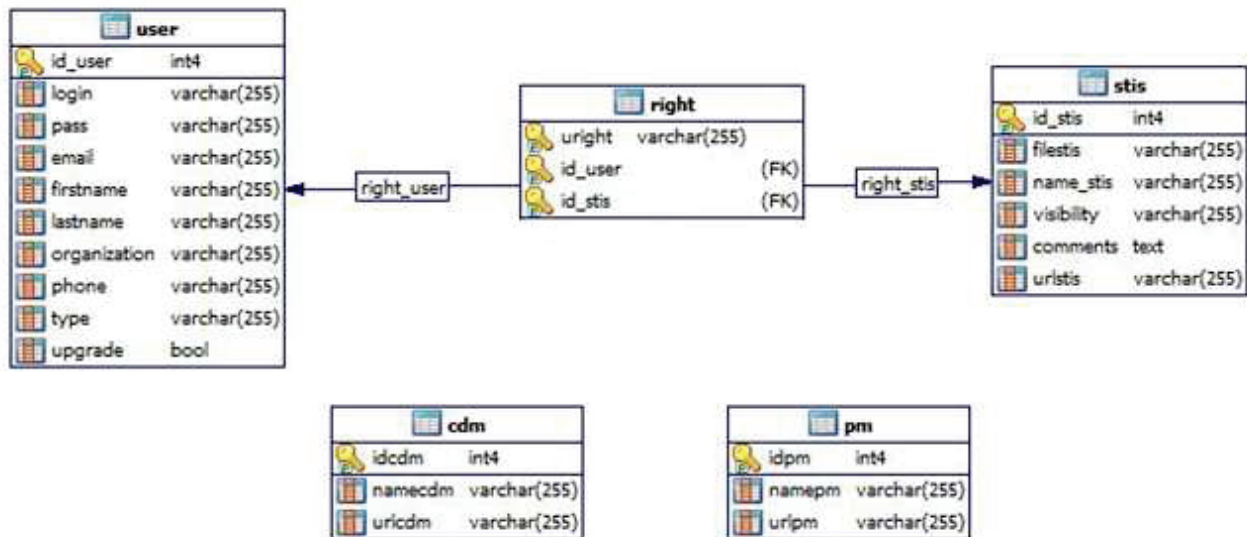 user
id_user int4
login varchar(255)
pass varchar(255)
email varchar(255)
firstname varchar(255)
lastname varchar(255)
organization varchar(255)
phone varchar(255)
type varchar(255)
upgrade bool
right_user
right
uright varchar(255)
id_user (FK)
id_stis (FK)
right_stis
stis
id_stis int4
filestis varchar(255)
name_stis varchar(255)
visibility varchar(255)
comments text
urlstis varchar(255)
cdm
idcdm int4
namecdm varchar(255)
urlcdm varchar(255)
pm
idpm int4
namepm varchar(255)
urlpm varchar(255)